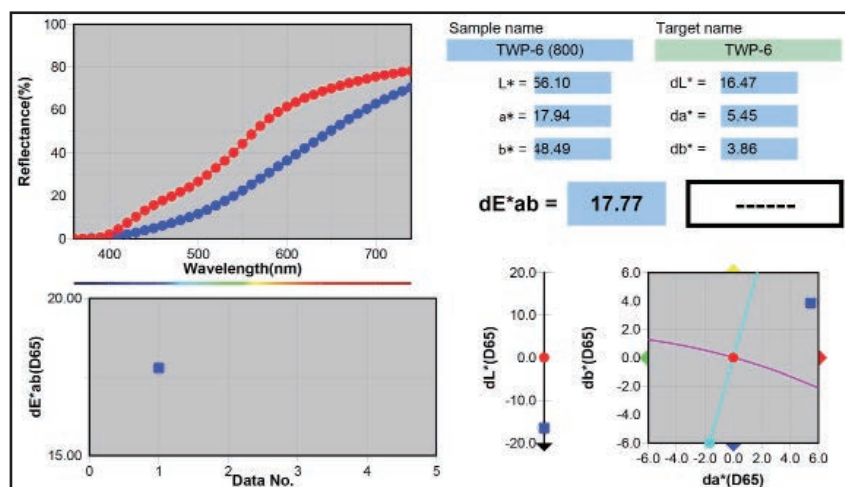 100
80
60
40
20
0
Reflectance(%)
400 500 600 700
Wavelength(nm)
Sample name Target name
TWP-6 (800) TWP-6
L* = 56.10 dL* = 16.47
a* = 17.94 da* = 5.45
b* = 48.49 db* = 3.86
dE*ab = 17.77 ------
20.00
15.00
dE*ab(D65)
0 1 2 3 4 5
Data No.
20.0
10.0
0.0
-10.0
-20.0
dL*(D65)
6.0
4.0
2.0
0.0
-2.0
-4.0
-6.0
db*(D65)
-6.0 -4.0 -2.0 0.0 2.0 4.0 6.0
da*(D65)